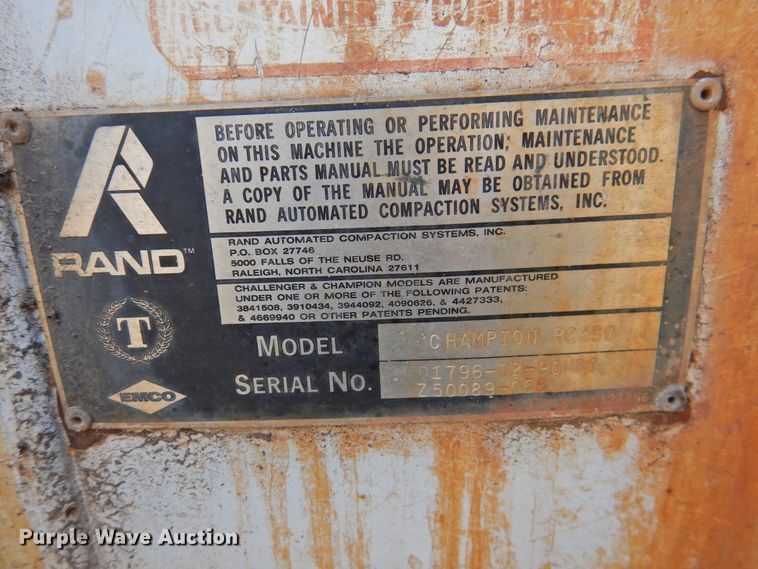 CONTAINER & CONTENTS
BEFORE OPERATING OR PERFORMING MAINTENANCE
ON THIS MACHINE THE OPERATION, MAINTENANCE
AND PARTS MANUAL MUST BE READ AND UNDERSTOOD.
A COPY OF THE MANUAL MAY BE OBTAINED FROM
RAND AUTOMATED COMPACTION SYSTEMS, INC.
RAND™
RAND AUTOMATED COMPACTION SYSTEMS, INC.
P.O. BOX 27746
5000 FALLS OF THE NEUSE RD.
RALEIGH, NORTH CAROLINA 27611
CHALLENGER & CHAMPION MODELS ARE MANUFACTURED
UNDER ONE OR MORE OF THE FOLLOWING PATENTS:
3841508, 3910434, 3944092, 4090626, & 4427333,
& 4669940 OR OTHER PATENTS PENDING.
T
MODEL CHAMPION
SERIAL NO.
EMCO
Purple Wave Auction